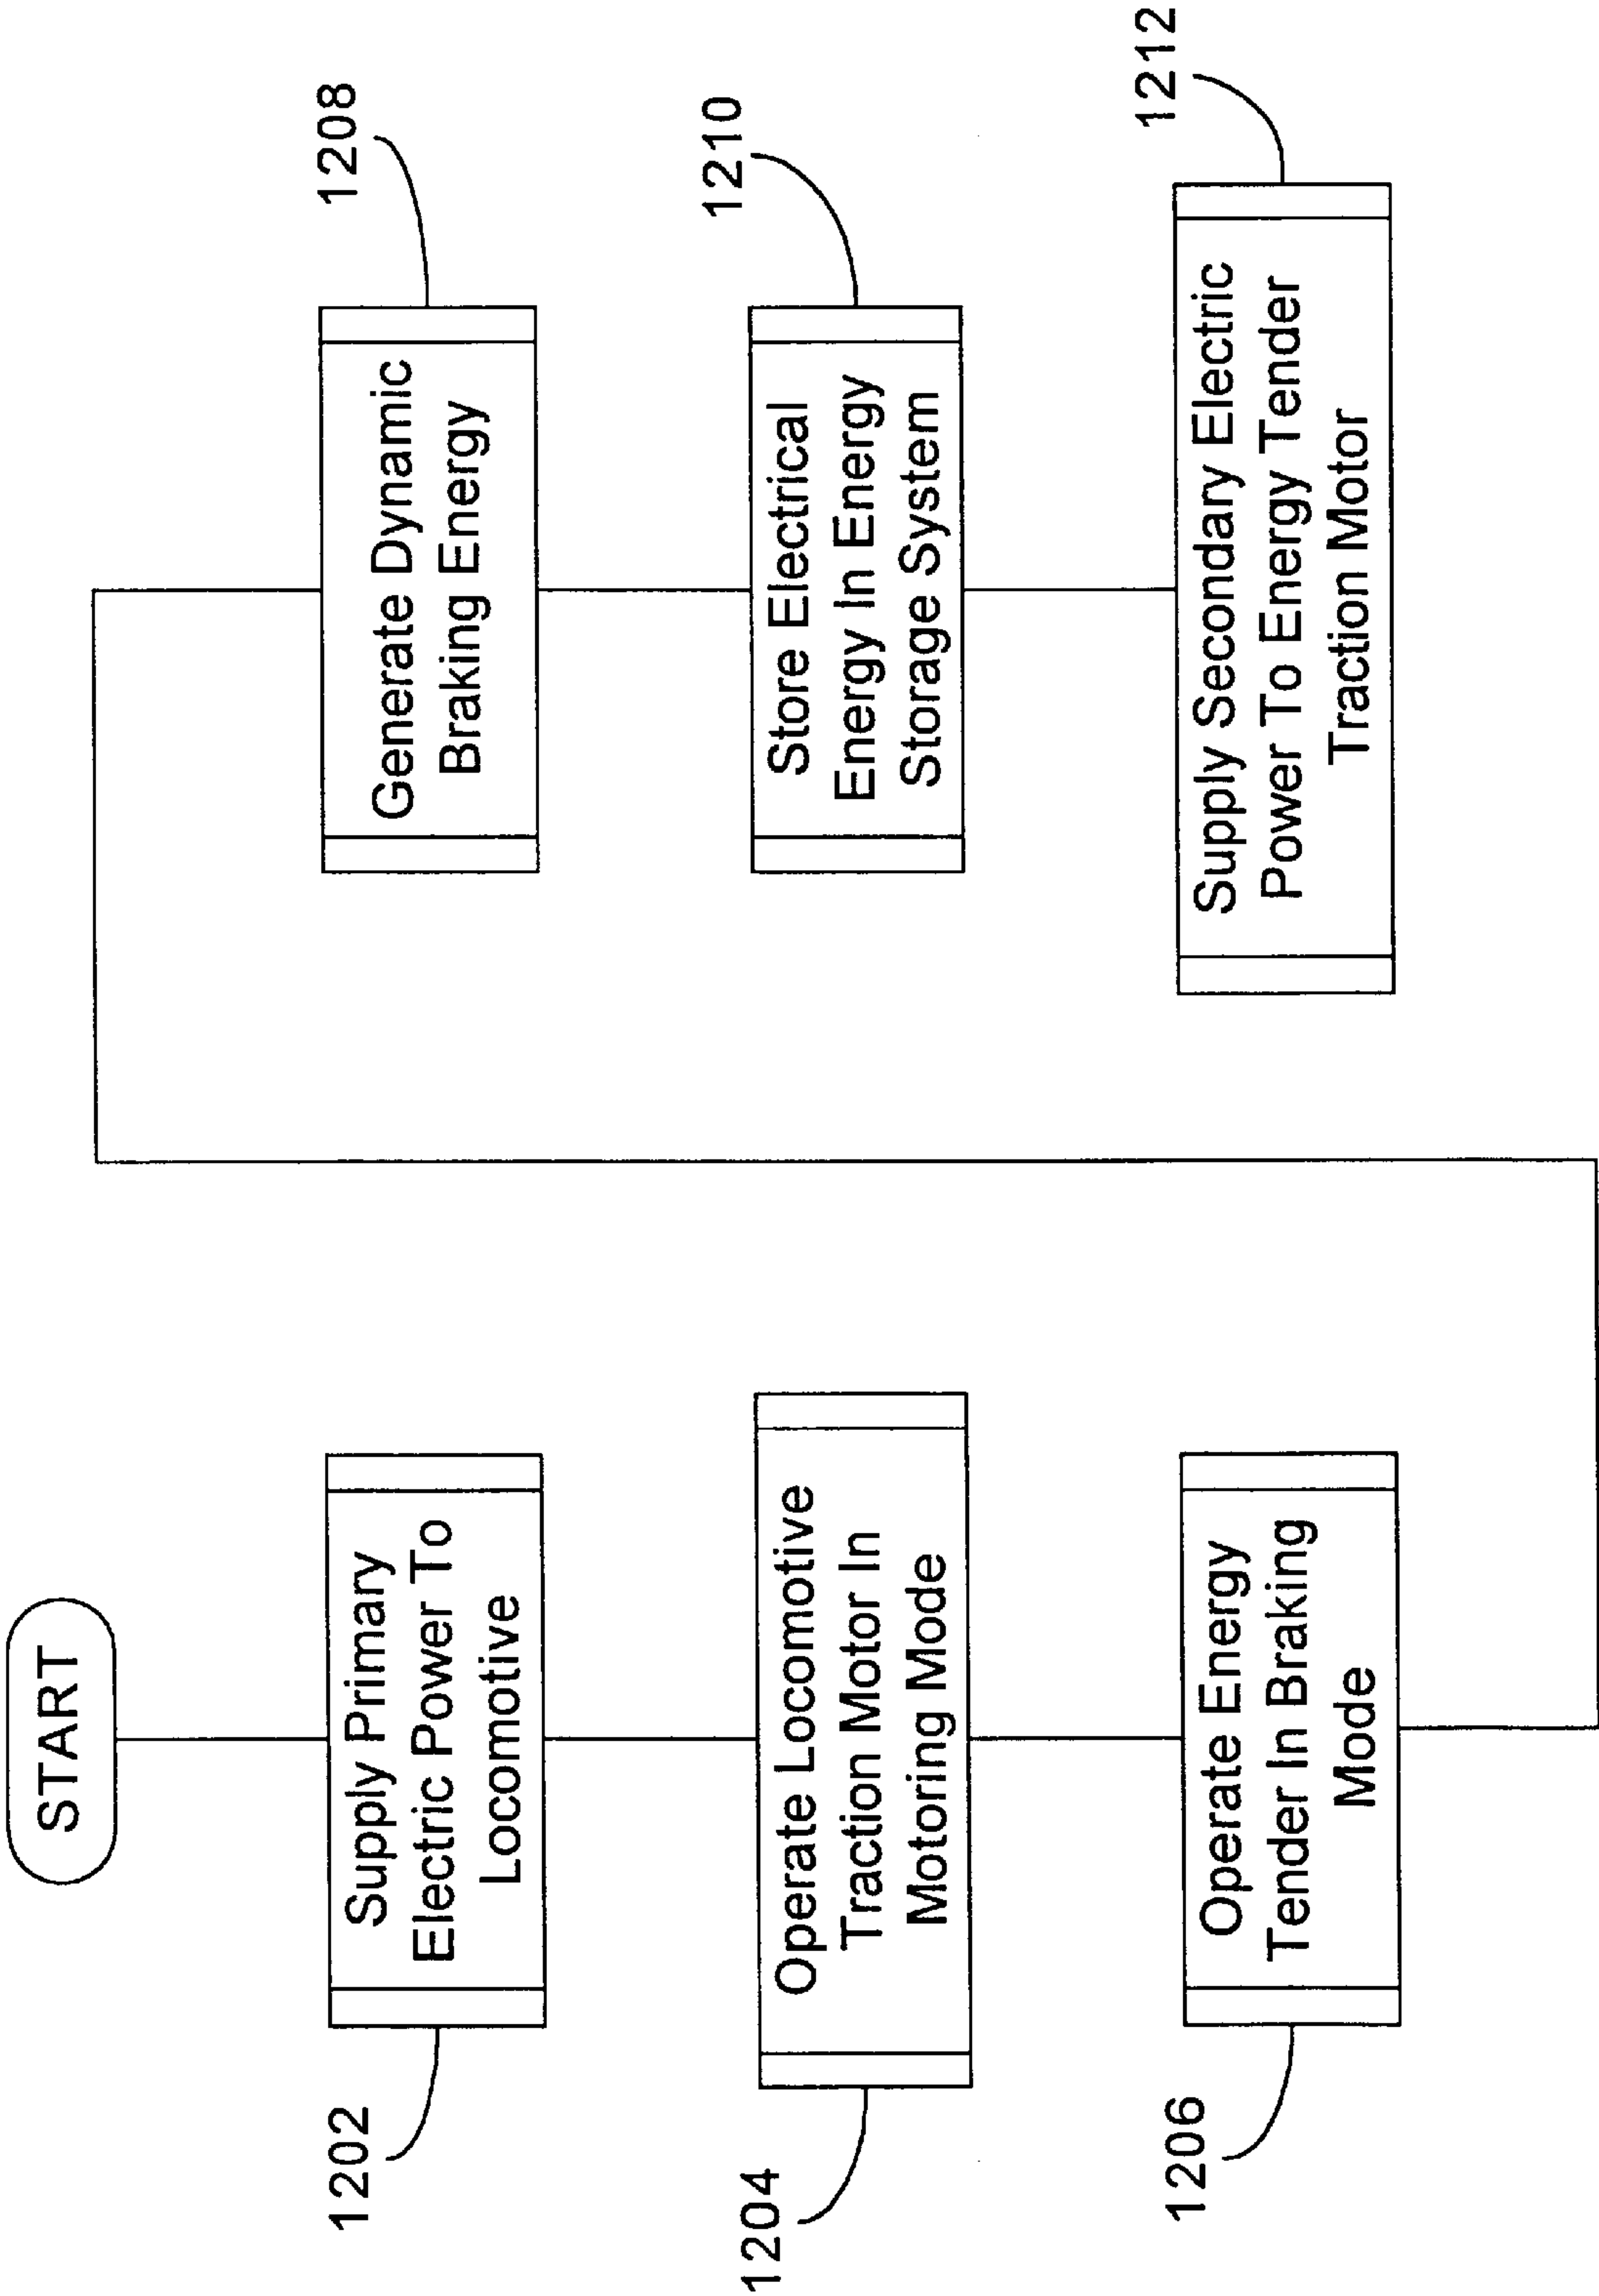 START
1202
Supply Primary
Electric Power To
Locomotive
1204
Operate Locomotive
Traction Motor In
Motoring Mode
1206
Operate Energy
Tender In Braking
Mode
1208
Generate Dynamic
Braking Energy
1210
Store Electrical
Energy In Energy
Storage System
1212
Supply Secondary Electric
Power To Energy Tender
Traction Motor